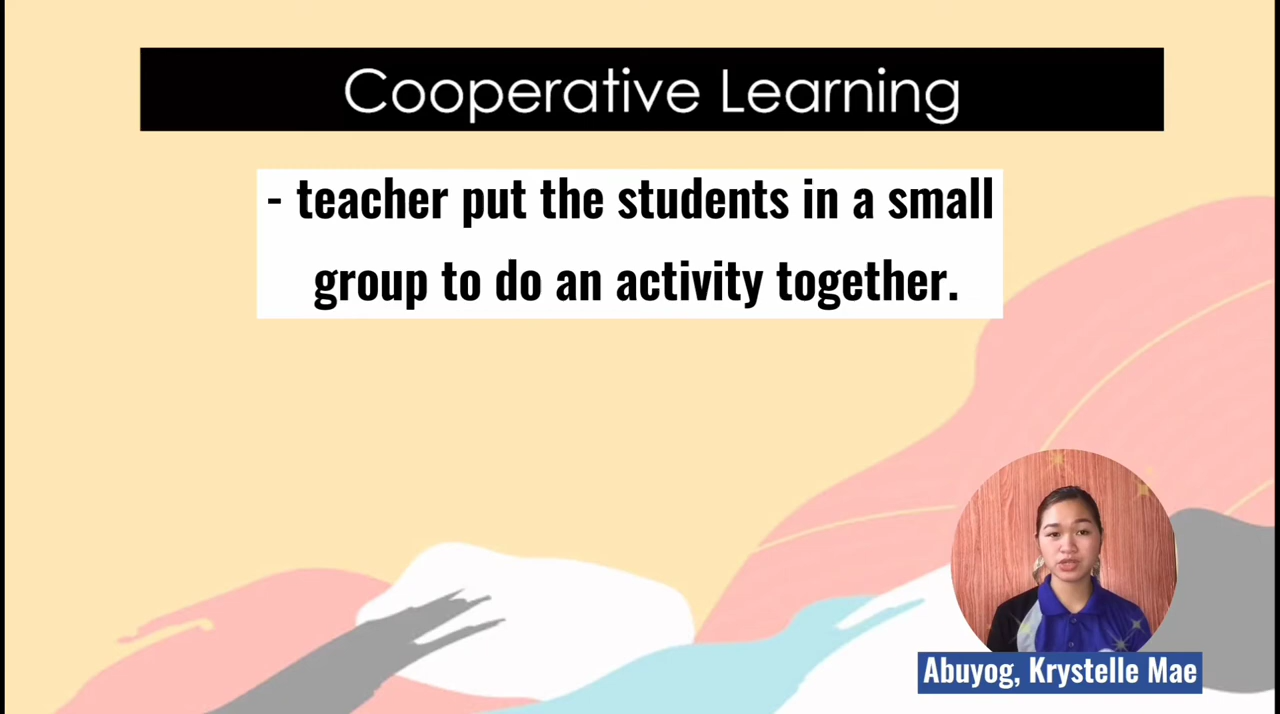 Cooperative Learning
- teacher put the students in a small
group to do an activity together.
Abuyog, Krystelle Mae